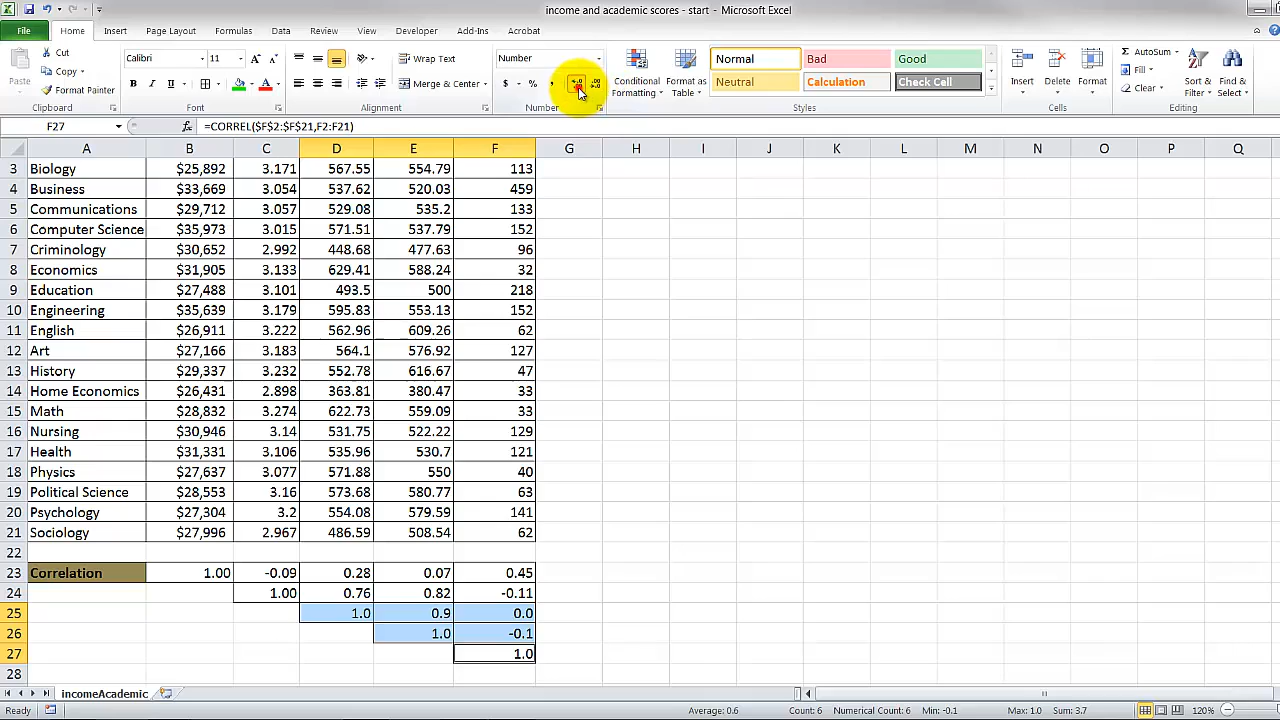 income and academic scores - start - Microsoft Excel
File Home Insert Page Layout Formulas Data Review View Developer Add-Ins Acrobat
Paste
Cut
Copy
Format Painter
Clipboard
Calibri 11
B I U
Font
Wrap Text
Merge & Center
Alignment
Number
$ % ,
Number
Conditional Formatting
Format as Table
Normal Bad Good
Neutral Calculation Check Cell
Styles
Insert Delete Format
Cells
AutoSum
Fill
Clear
Sort & Filter
Find & Select
Editing
F27 fx =CORREL($F$2:$F$21,F2:F21)
A B C D E F G H I J K L M N O P Q
3 Biology $25,892 3.171 567.55 554.79 113
4 Business $33,669 3.054 537.62 520.03 459
5 Communications $29,712 3.057 529.08 535.2 133
6 Computer Science $35,973 3.015 571.51 537.79 152
7 Criminology $30,652 2.992 448.68 477.63 96
8 Economics $31,905 3.133 629.41 588.24 32
9 Education $27,488 3.101 493.5 500 218
10 Engineering $35,639 3.179 595.83 553.13 152
11 English $26,911 3.222 562.96 609.26 62
12 Art $27,166 3.183 564.1 576.92 127
13 History $29,337 3.232 552.78 616.67 47
14 Home Economics $26,431 2.898 363.81 380.47 33
15 Math $28,832 3.274 622.73 559.09 33
16 Nursing $30,946 3.14 531.75 522.22 129
17 Health $31,331 3.106 535.96 530.7 121
18 Physics $27,637 3.077 571.88 550 40
19 Political Science $28,553 3.16 573.68 580.77 63
20 Psychology $27,304 3.2 554.08 579.59 141
21 Sociology $27,996 2.967 486.59 508.54 62
22
23 Correlation 1.00 -0.09 0.28 0.07 0.45
24 1.00 0.76 0.82 -0.11
25 1.0 0.9 0.0
26 1.0 -0.1
27 1.0
28
incomeAcademic
Ready Average: 0.6 Count: 6 Numerical Count: 6 Min: -0.1 Max: 1.0 Sum: 3.7 120%